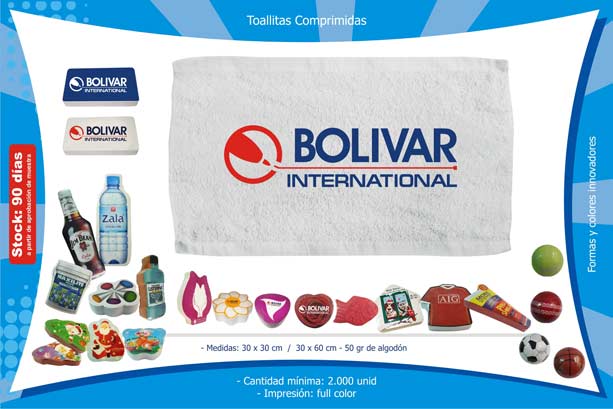 Toallitas Comprimidas
BOLIVAR
INTERNATIONAL
BOLIVAR
INTERNATIONAL
BOLIVAR
INTERNATIONAL
Stock: 90 días
a partir de aprobación de muestra
Formas y colores innovadores
Zala
JIM BEAM
BOLIVAR
AIG
- Medidas: 30 x 30 cm / 30 x 60 cm - 50 gr de algodón
- Cantidad mínima: 2.000 unid
- Impresión: full color